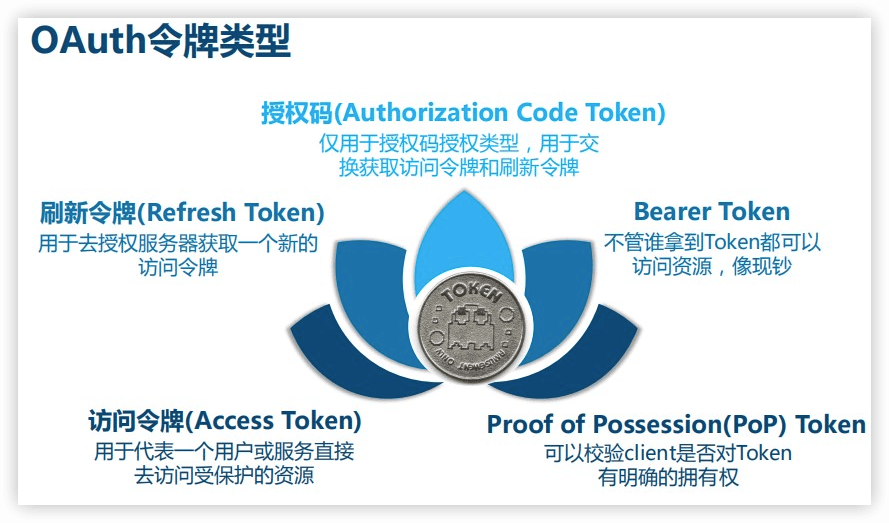 OAuth令牌类型
授权码(Authorization Code Token)
仅用于授权码授权类型，用于交
换获取访问令牌和刷新令牌
刷新令牌(Refresh Token)
用于去授权服务器获取一个新的
访问令牌
Bearer Token
不管谁拿到Token都可以
访问资源，像现钞
TOKEN
AMUSEMENT ONLY
访问令牌(Access Token)
用于代表一个用户或服务直接
去访问受保护的资源
Proof of Possession(PoP) Token
可以校验client是否对Token
有明确的拥有权